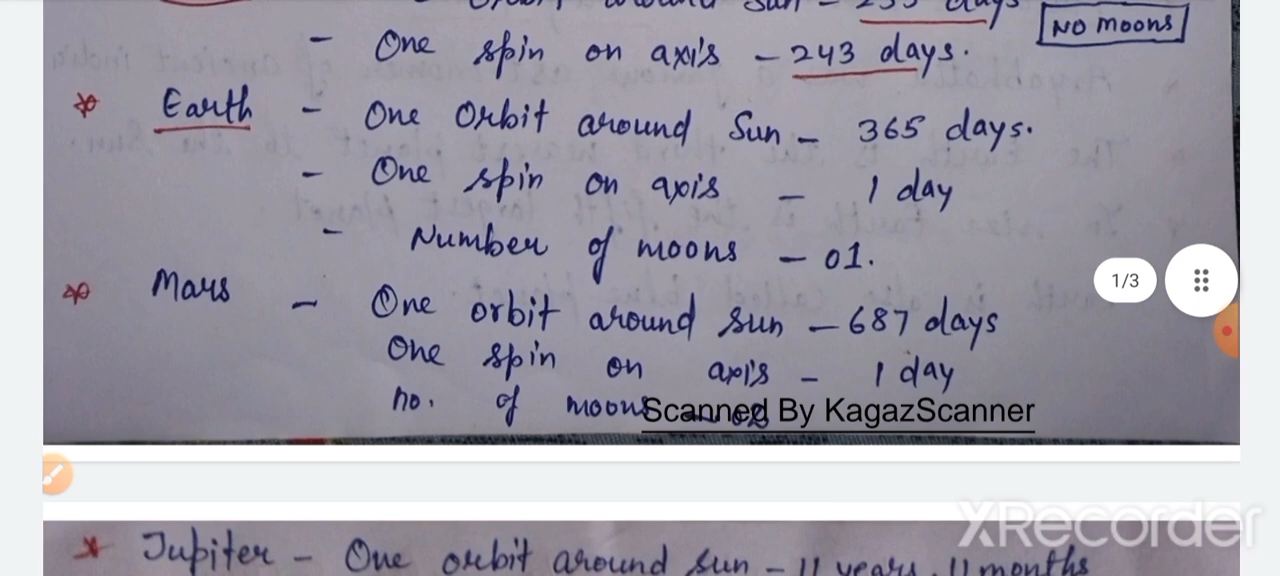 One spin on axis - 243 days.
NO MOONS
* Earth - One Orbit around Sun - 365 days.
- One spin on axis - 1 day
- Number of moons - 01.
* Mars - One orbit around sun - 687 days
One spin on axis - 1 day
no. of moons
Scanned By KagazScanner
1/3
XRecorder
* Jupiter - One orbit around sun - 11 years, 11 months